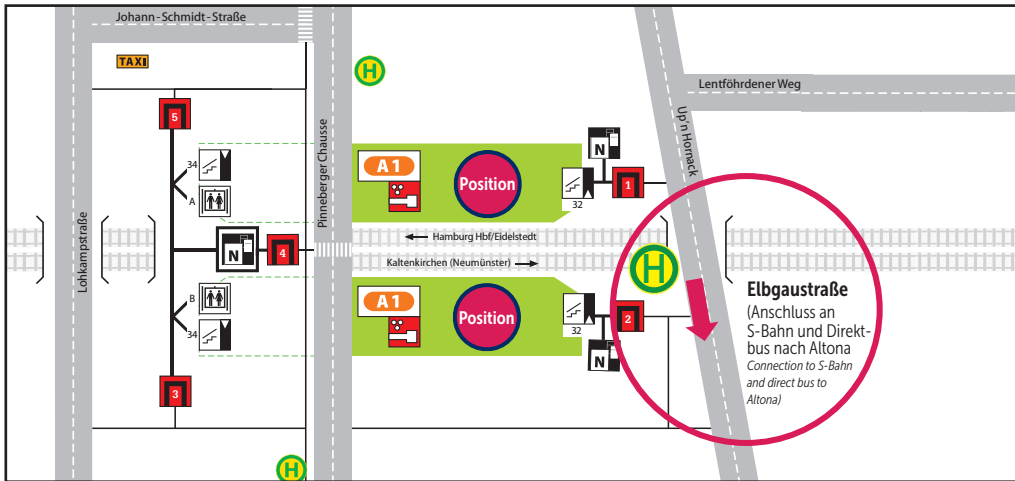 Johann-Schmidt-Straße
TAXI
H
Lentföhrdener Weg
Up'n Hornack
Pinneberger Chausse
Lohkampstraße
5
34
A
N
A1
Position
32
1
N
4
Hamburg Hbf/Eidelstedt
Kaltenkirchen (Neumünster)
H
B
34
A1
Position
32
2
N
3
H
Elbgaustraße
(Anschluss an
S-Bahn und Direkt-
bus nach Altona
Connection to S-Bahn
and direct bus to
Altona)